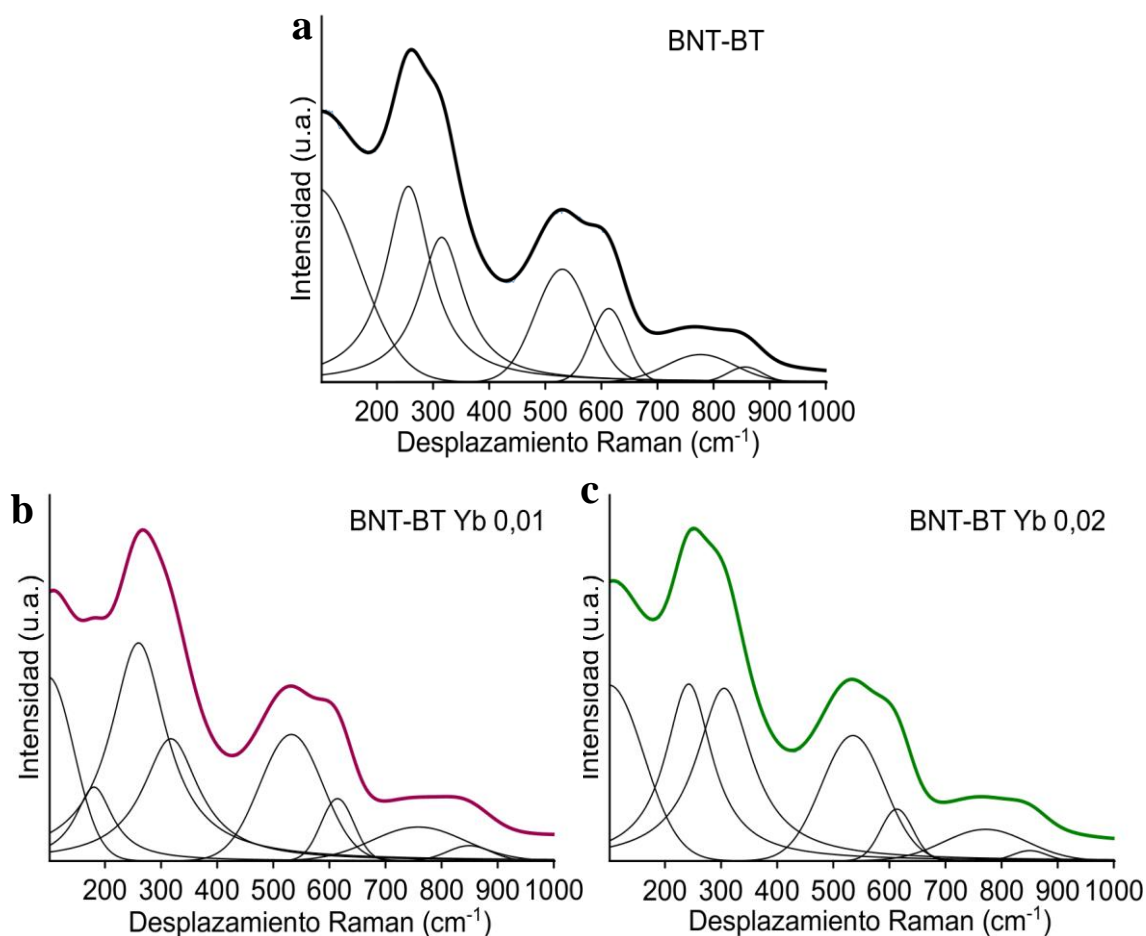 a
BNT-BT
Intensidad (u.a.)
200 300 400 500 600 700 800 900 1000
Desplazamiento Raman (cm⁻¹)
b
BNT-BT Yb 0,01
Intensidad (u.a.)
200 300 400 500 600 700 800 900 1000
Desplazamiento Raman (cm⁻¹)
c
BNT-BT Yb 0,02
Intensidad (u.a.)
200 300 400 500 600 700 800 900 1000
Desplazamiento Raman (cm⁻¹)